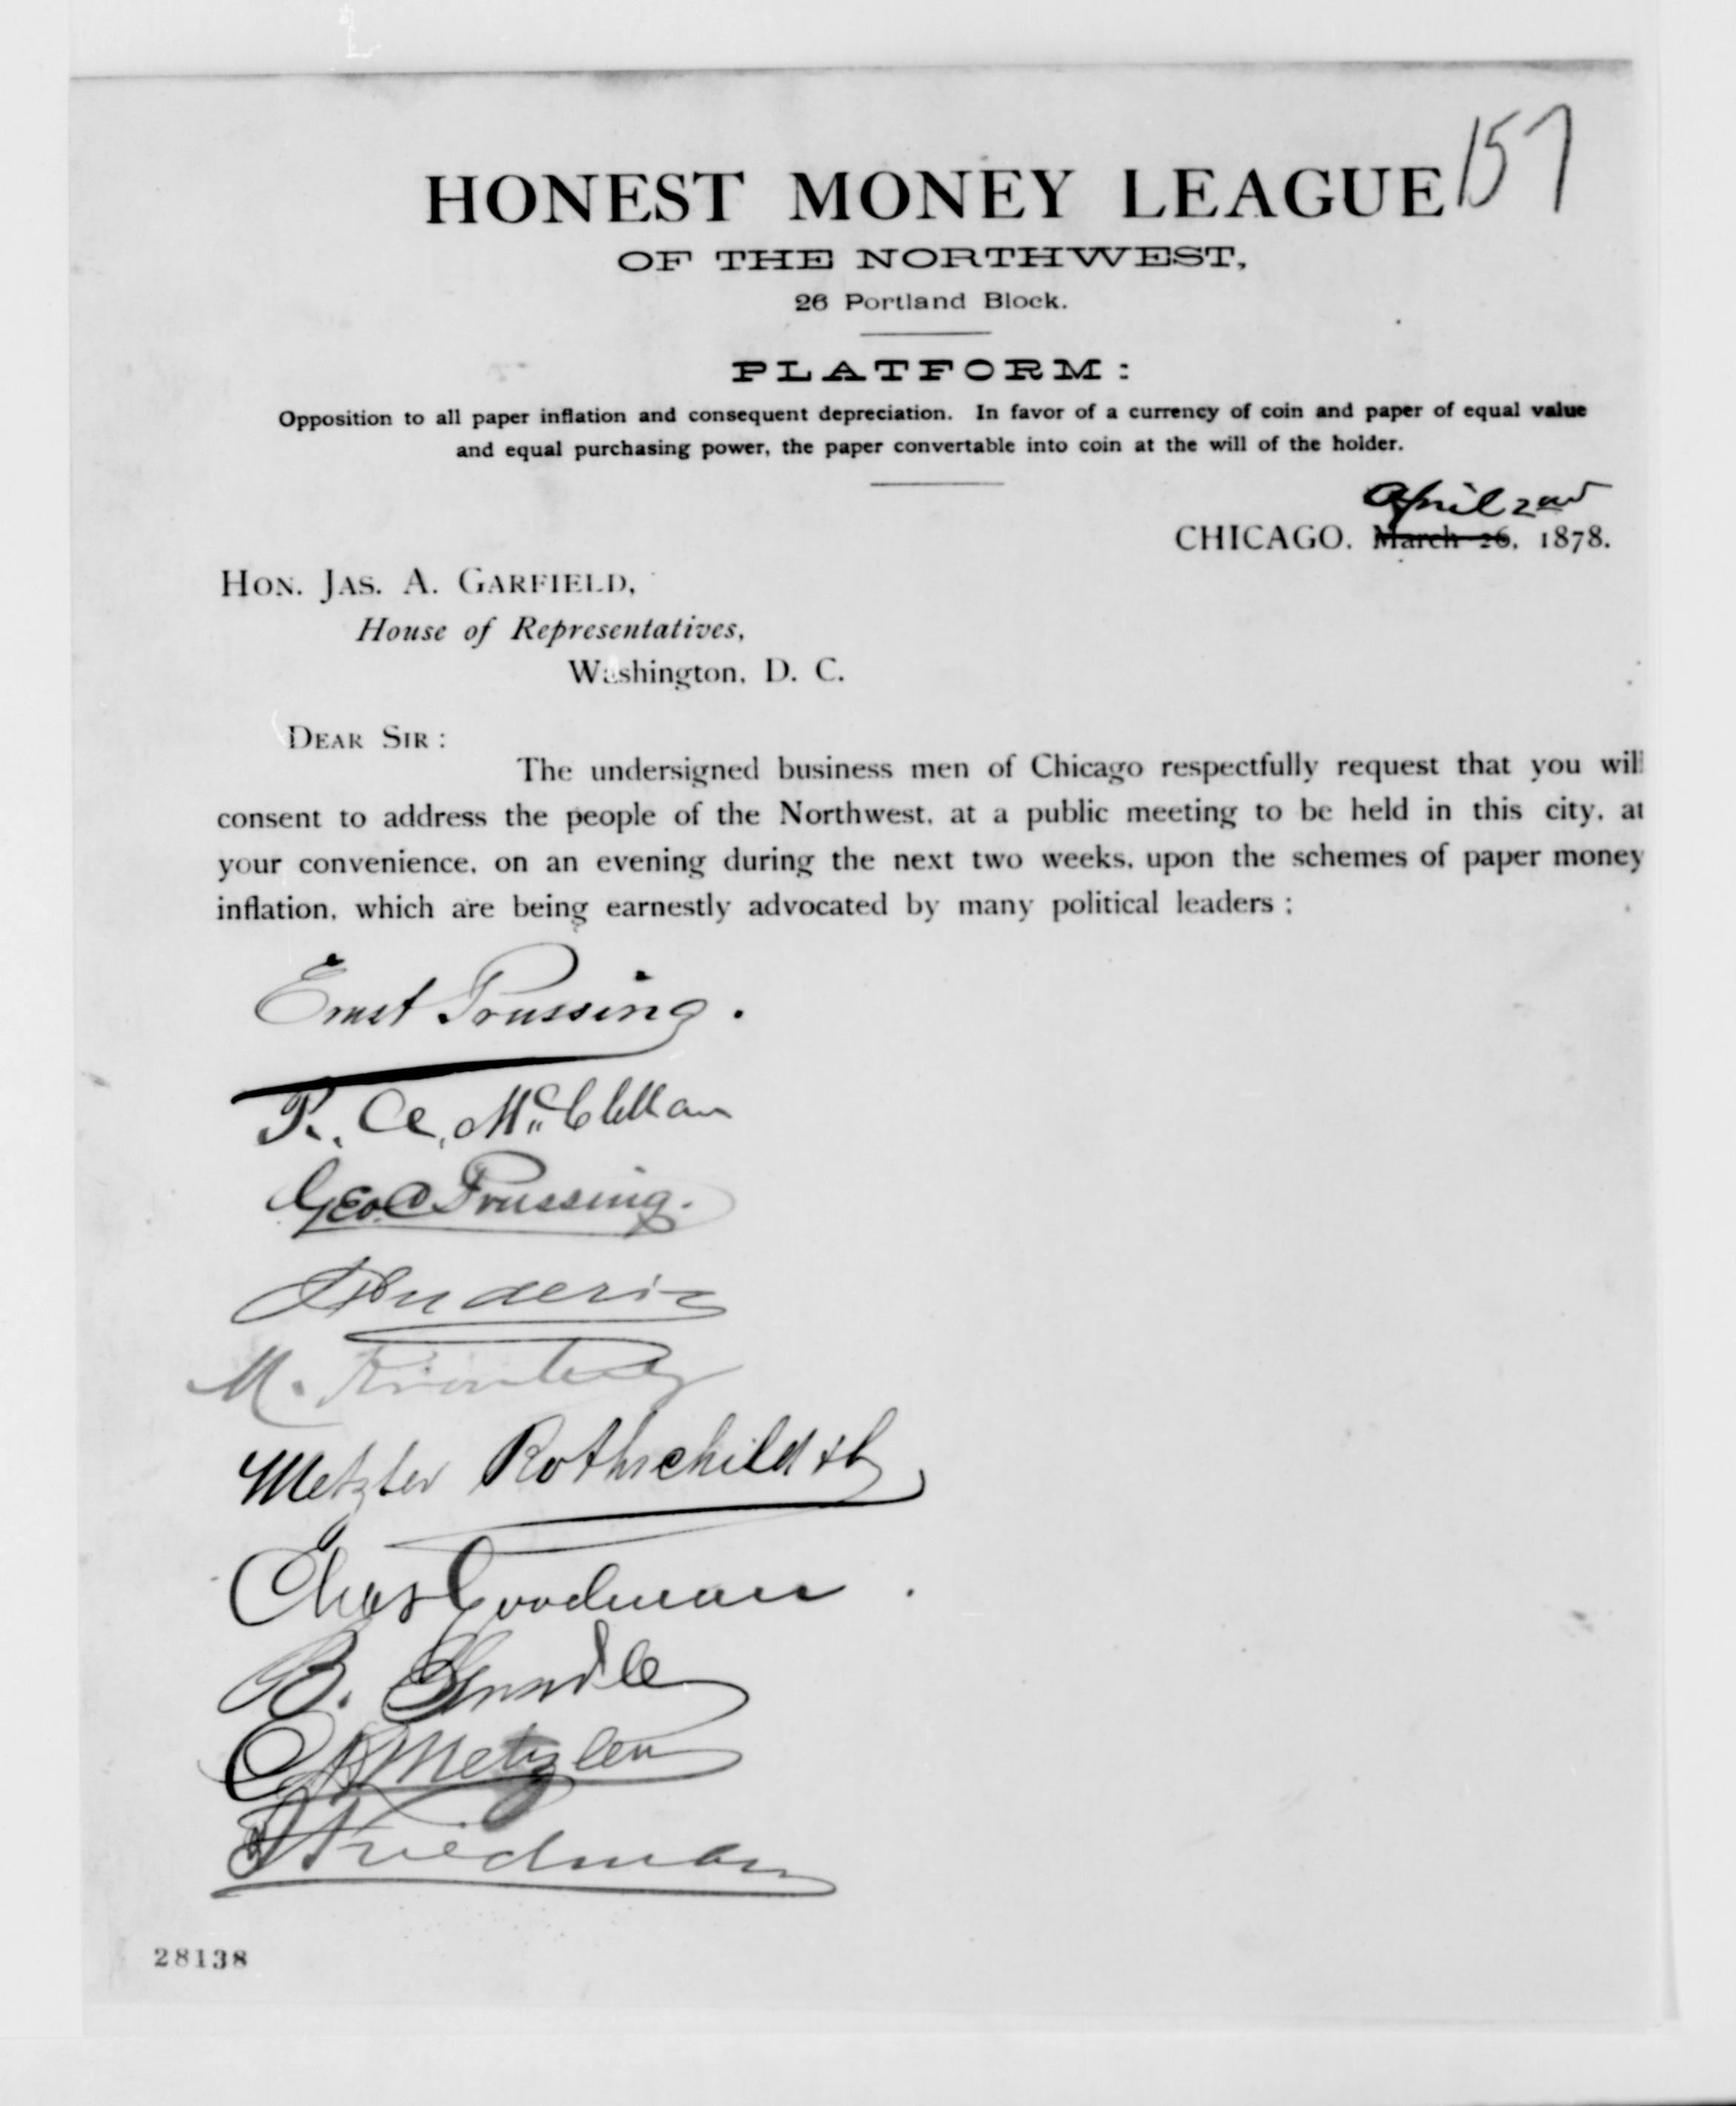 157
HONEST MONEY LEAGUE
OF THE NORTHWEST,
26 Portland Block.
PLATFORM:
Opposition to all paper inflation and consequent depreciation. In favor of a currency of coin and paper of equal value
and equal purchasing power, the paper convertable into coin at the will of the holder.
April 2nd
CHICAGO, March 26, 1878.
HON. JAS. A. GARFIELD,
House of Representatives,
Washington, D. C.
DEAR SIR:
The undersigned business men of Chicago respectfully request that you will
consent to address the people of the Northwest, at a public meeting to be held in this city, at
your convenience, on an evening during the next two weeks, upon the schemes of paper money
inflation, which are being earnestly advocated by many political leaders:
Ernst Prussing.
Geo. C Prussing.
M.
Metzler Rothschild & Co
Chas Goodman.
B.
Metzler
Friedman
28138